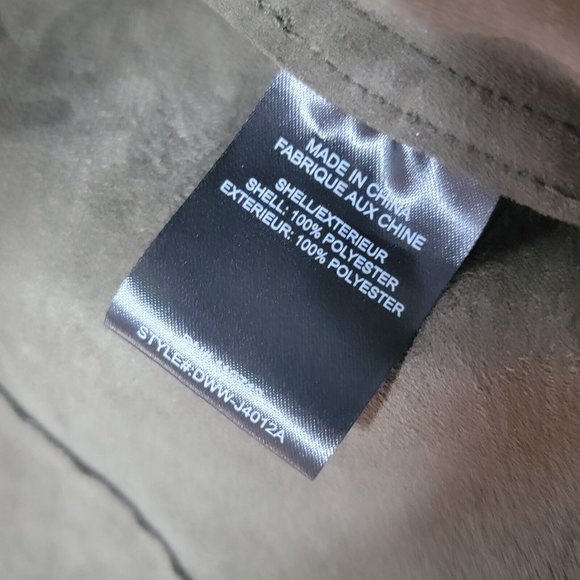 MADE IN CHINA
FABRIQUE AUX CHINE
SHELL/EXTERIEUR
SHELL: 100% POLYESTER
EXTERIEUR: 100% POLYESTER
STYLE#:DWW-J4012A